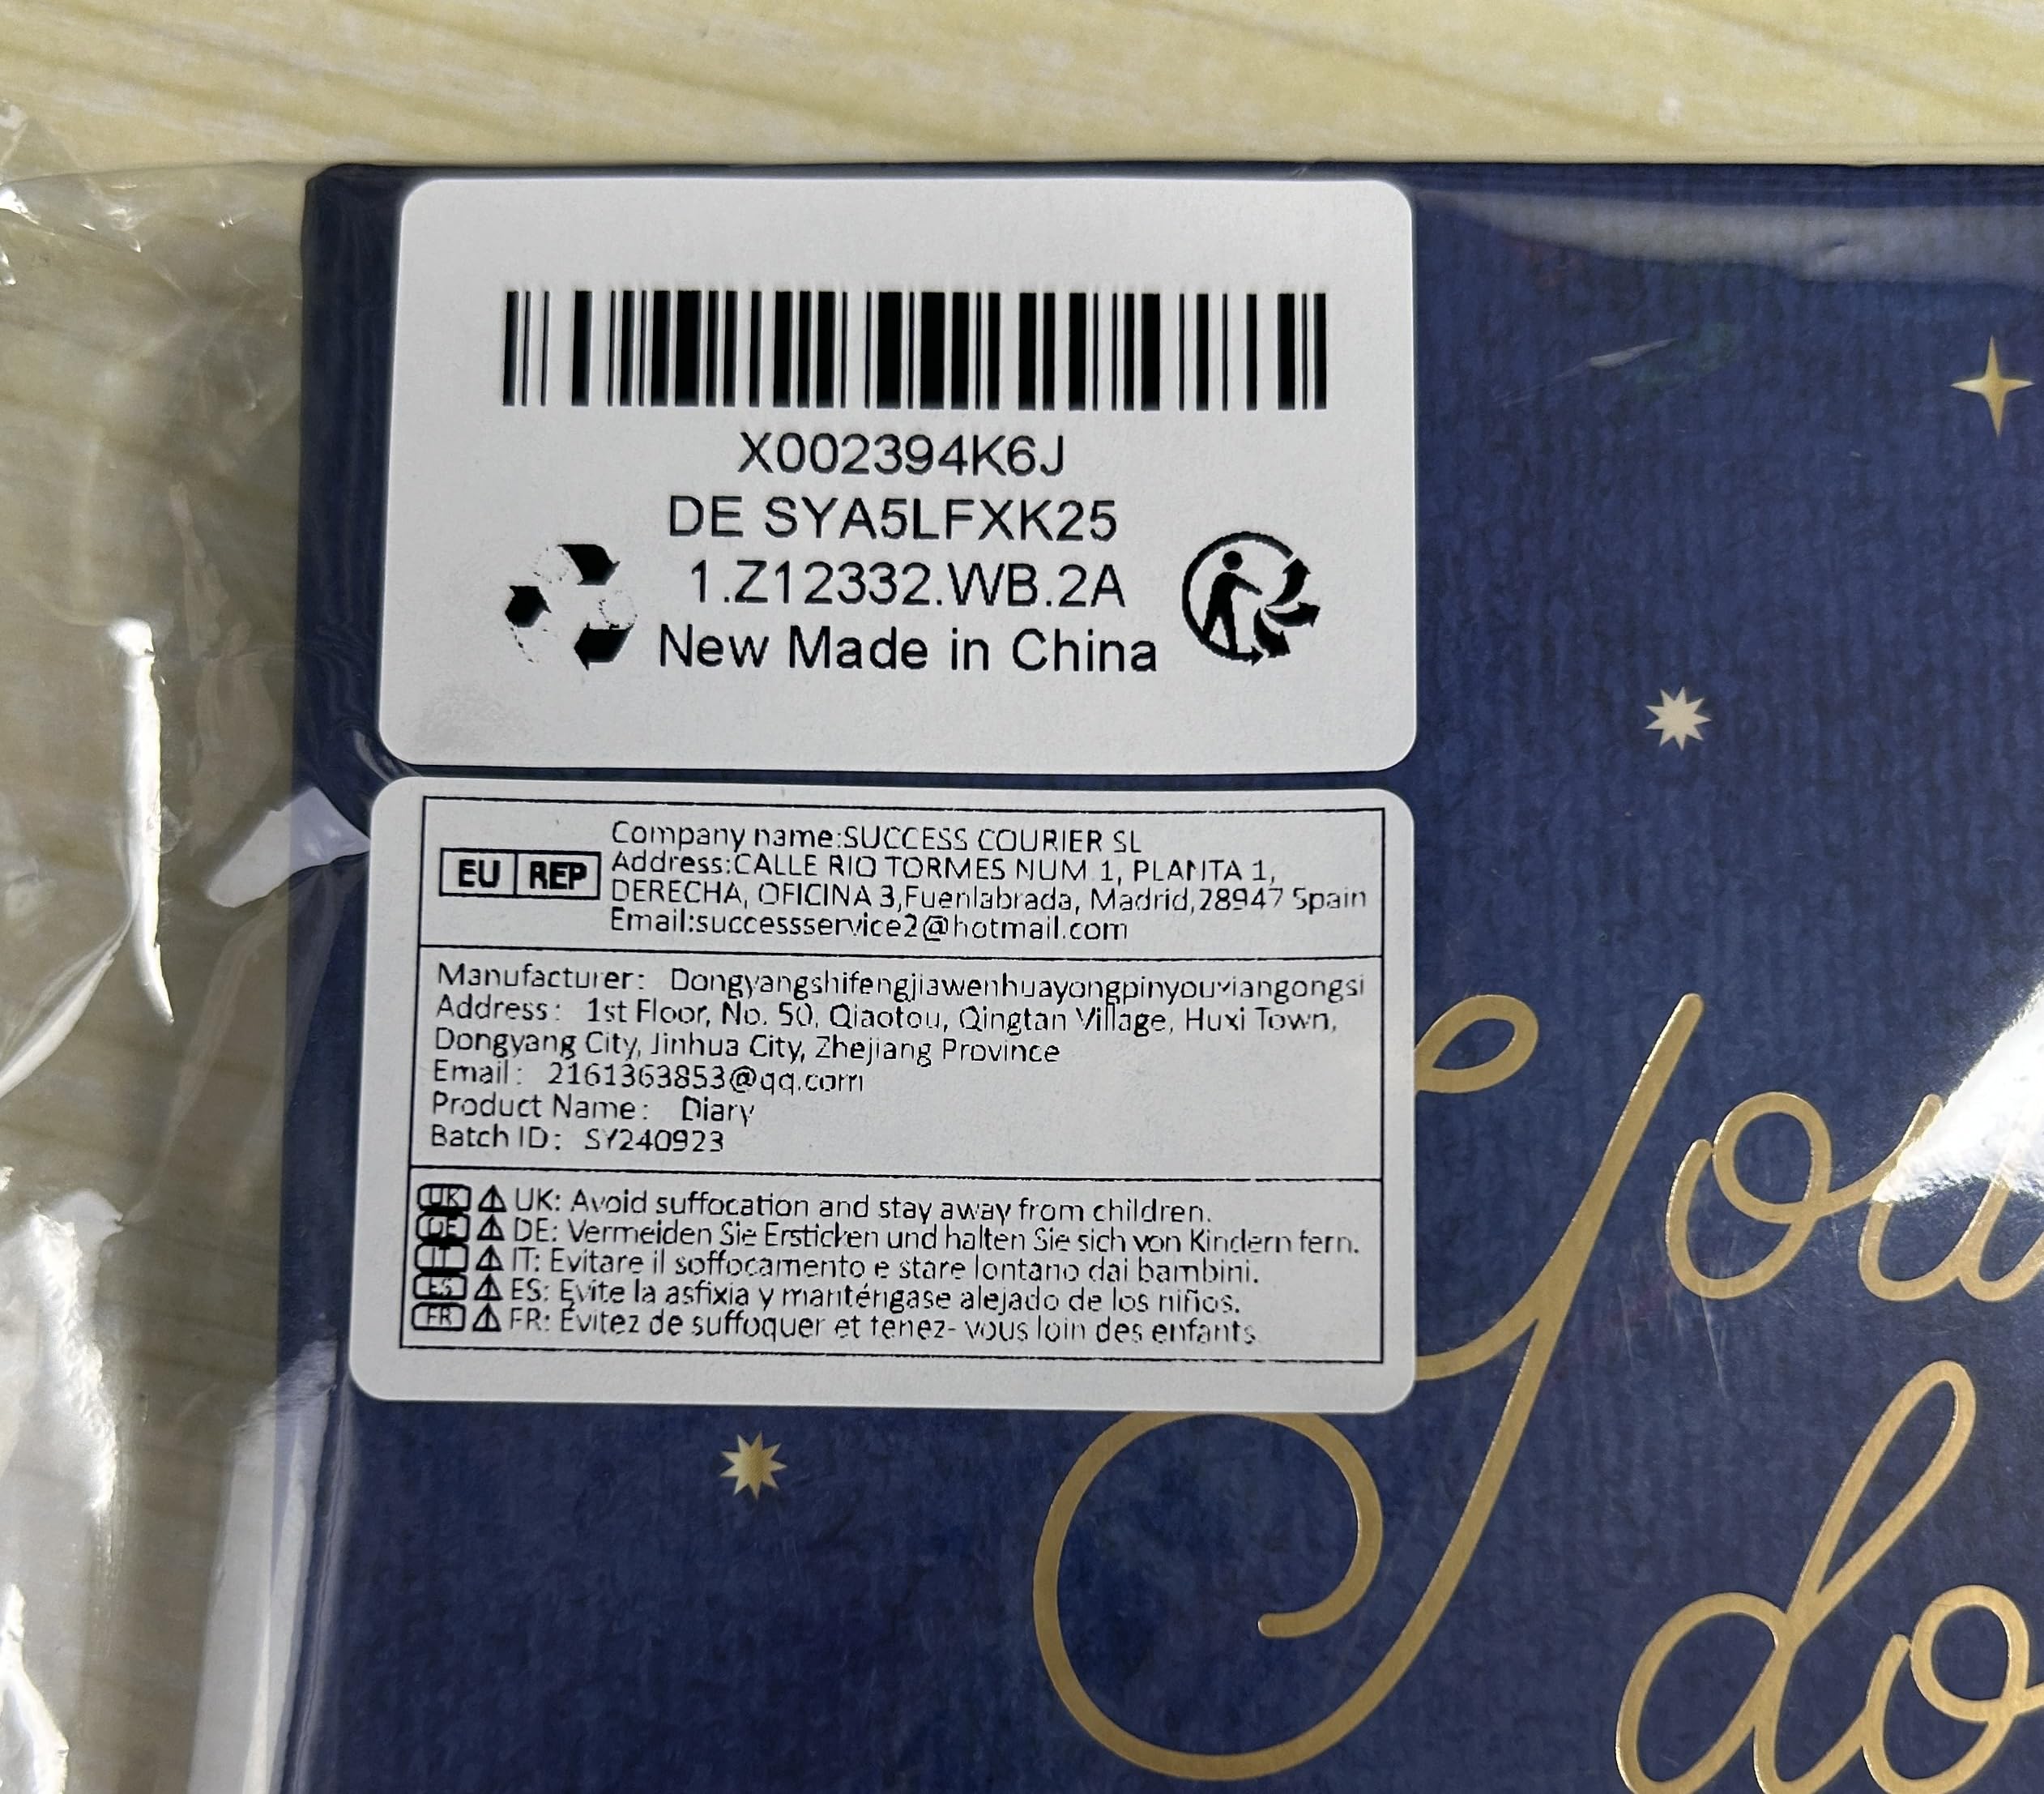 X002394K6J
DE SYA5LFXK25
1.Z12332.WB.2A
New Made in China
EU REP
Company name:SUCCESS COURIER SL
Address:CALLE RIO TORMES NUM 1, PLANTA 1,
DERECHA, OFICINA 3,Fuenlabrada, Madrid,28947 Spain
Email:successservice2@hotmail.com
Manufacturer: Dongyangshifengjiawenhuayongpinyouxiangongsi
Address: 1st Floor, No. 50, Qiaotou, Qingtan Village, Huxi Town,
Dongyang City, Jinhua City, Zhejiang Province
Email: 2161363853@qq.com
Product Name: Diary
Batch ID: SY240923
UK UK: Avoid suffocation and stay away from children.
DE DE: Vermeiden Sie Ersticken und halten Sie sich von Kindern fern.
IT IT: Evitare il soffocamento e stare lontano dai bambini.
ES ES: Evite la asfixia y manténgase alejado de los niños.
FR FR: Évitez de suffoquer et tenez- vous loin des enfants
You
do